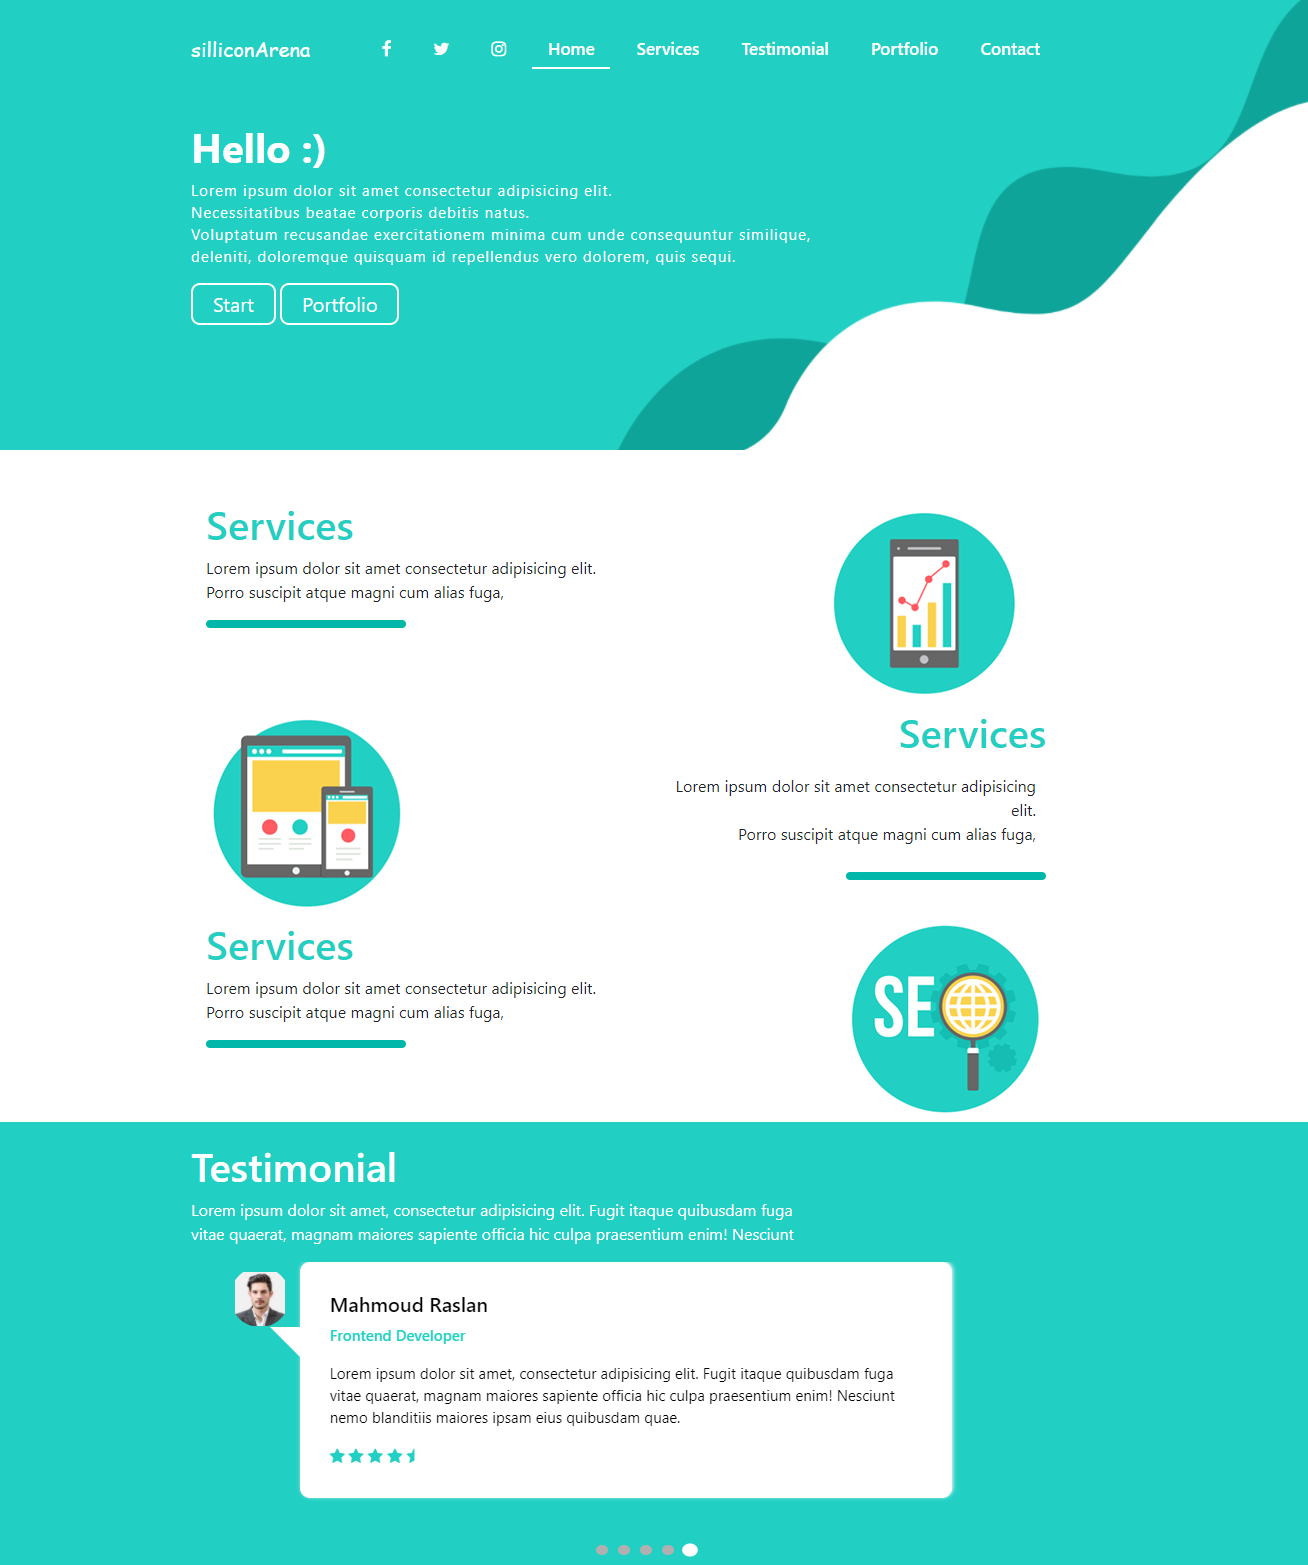 silliconArena
Home
Services
Testimonial
Portfolio
Contact
Hello :)
Lorem ipsum dolor sit amet consectetur adipisicing elit.
Necessitatibus beatae corporis debitis natus.
Voluptatum recusandae exercitationem minima cum unde consequuntur similique,
deleniti, doloremque quisquam id repellendus vero dolorem, quis sequi.
Start
Portfolio
Services
Lorem ipsum dolor sit amet consectetur adipisicing elit.
Porro suscipit atque magni cum alias fuga,
Services
Lorem ipsum dolor sit amet consectetur adipisicing
elit.
Porro suscipit atque magni cum alias fuga,
Services
Lorem ipsum dolor sit amet consectetur adipisicing elit.
Porro suscipit atque magni cum alias fuga,
SE
Testimonial
Lorem ipsum dolor sit amet, consectetur adipisicing elit. Fugit itaque quibusdam fuga
vitae quaerat, magnam maiores sapiente officia hic culpa praesentium enim! Nesciunt
Mahmoud Raslan
Frontend Developer
Lorem ipsum dolor sit amet, consectetur adipisicing elit. Fugit itaque quibusdam fuga
vitae quaerat, magnam maiores sapiente officia hic culpa praesentium enim! Nesciunt
nemo blanditiis maiores ipsam eius quibusdam quae.